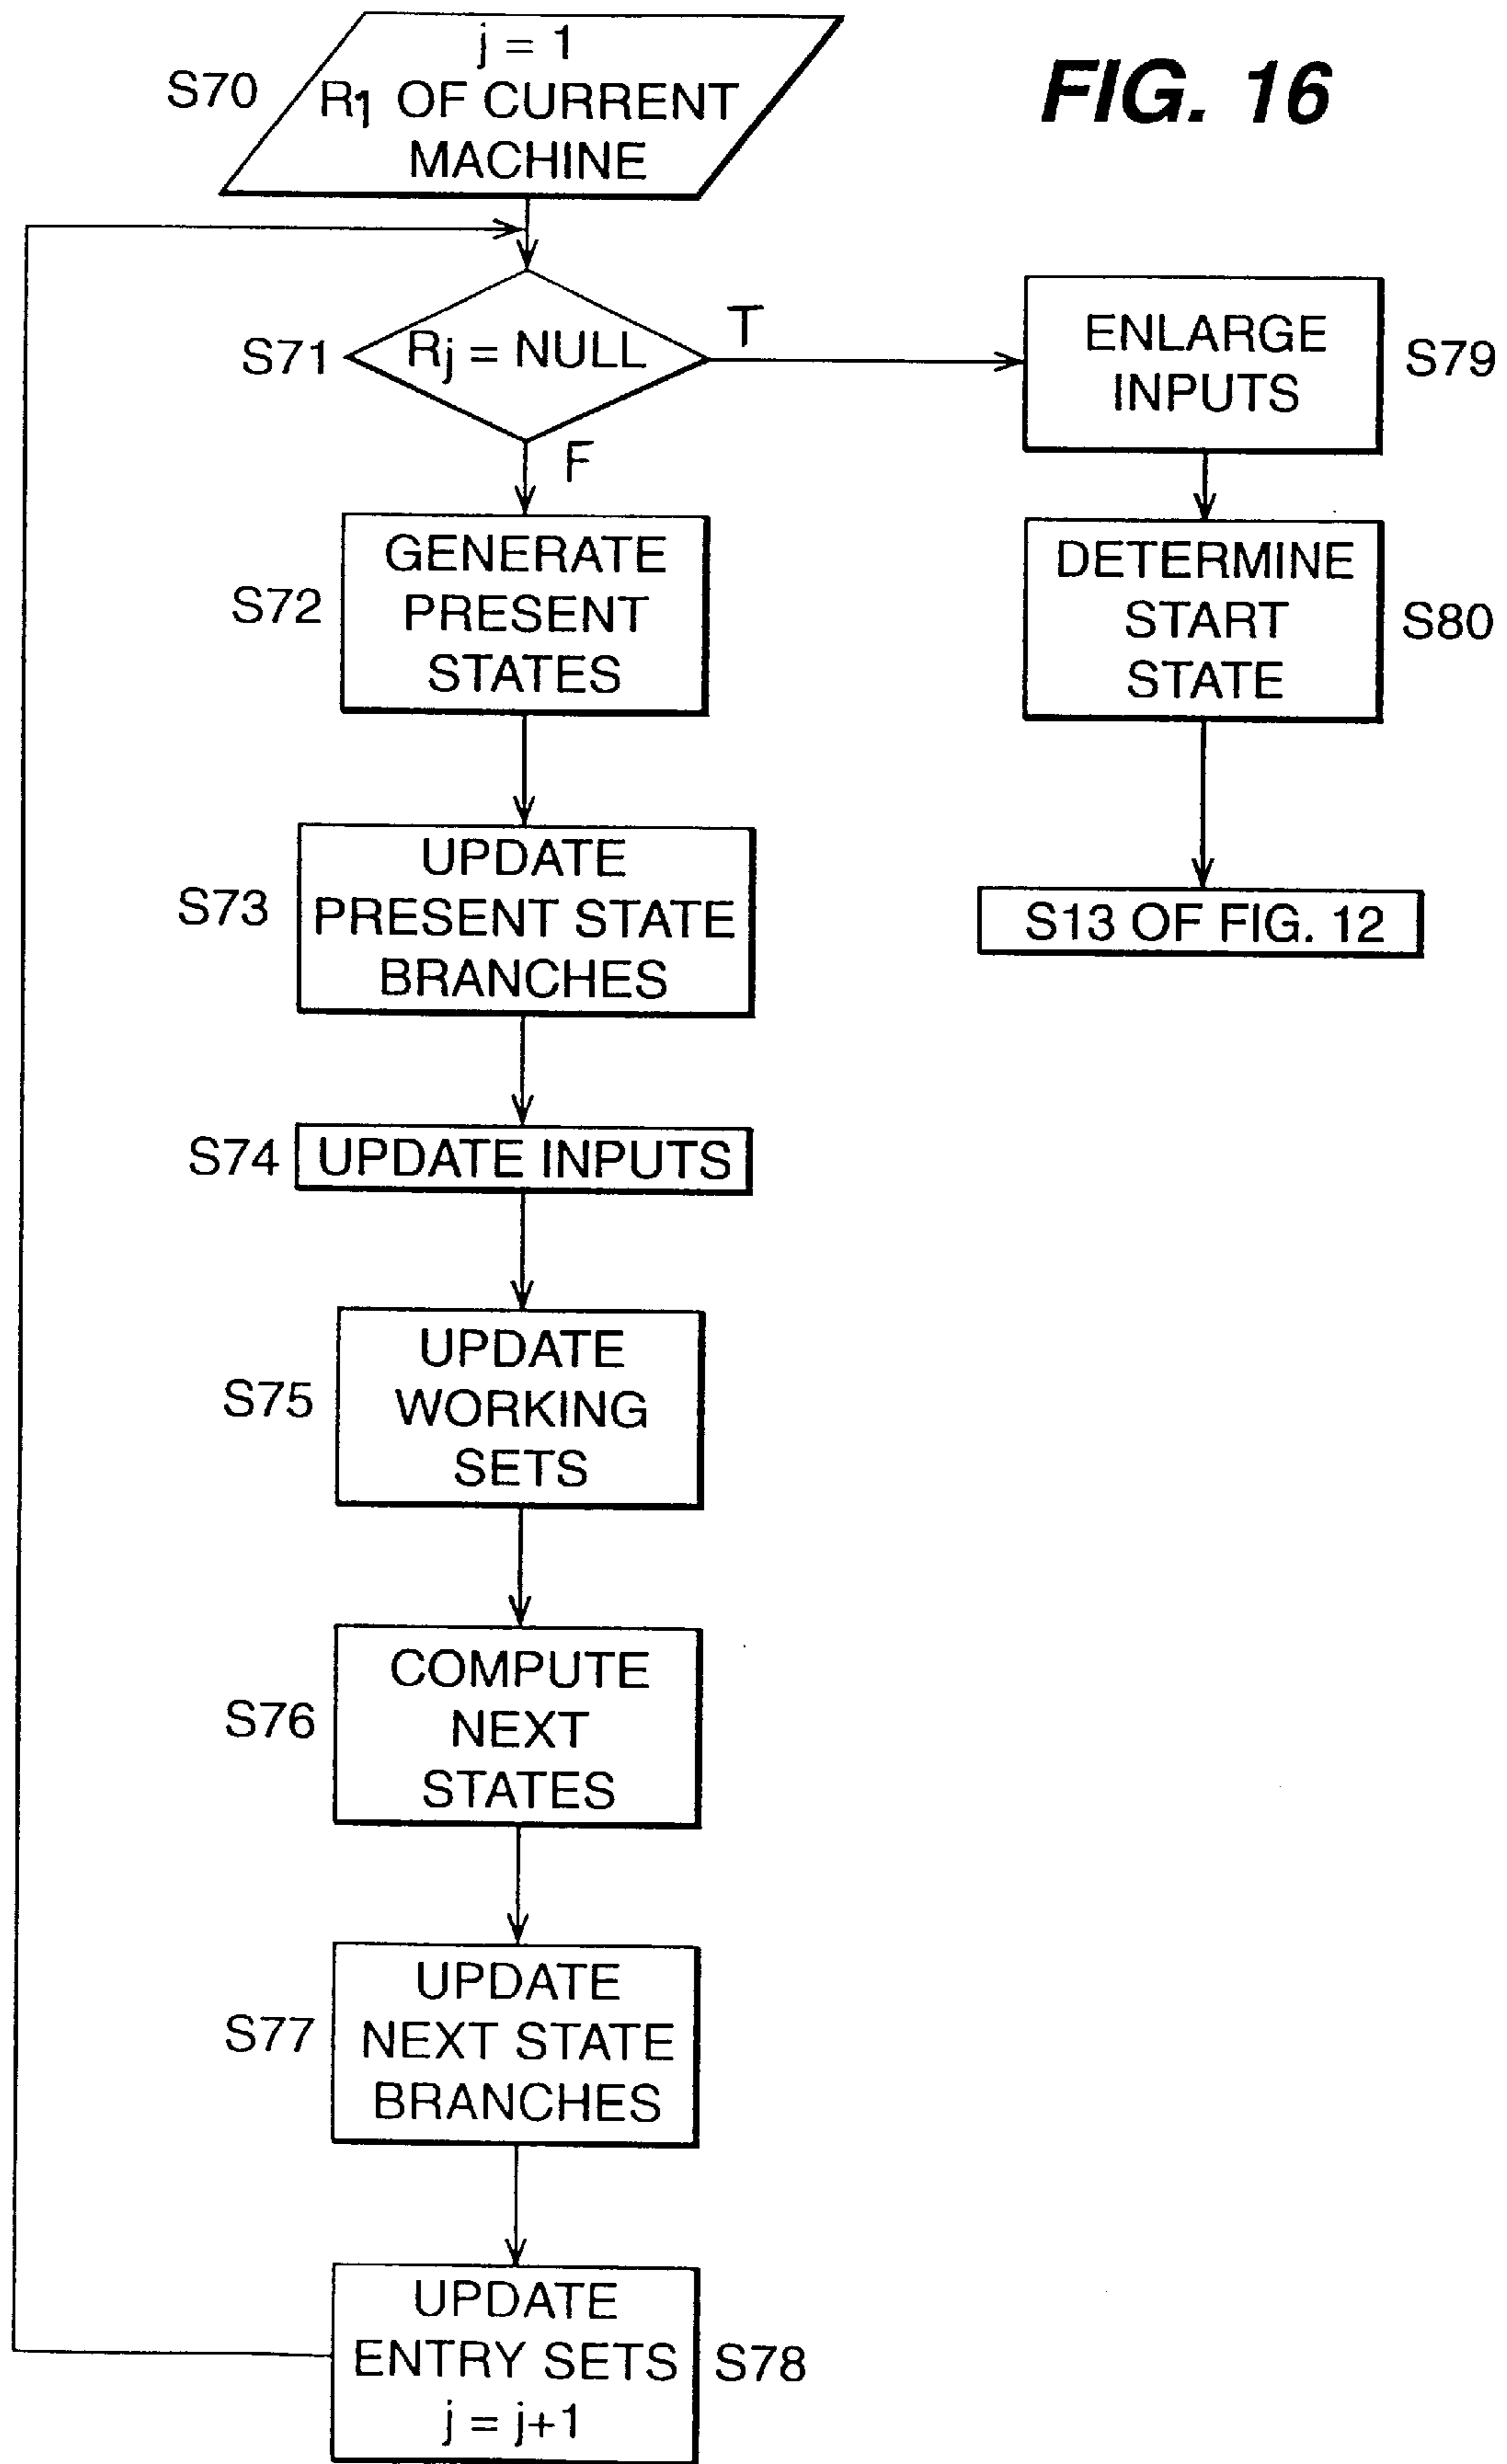 FIG. 16
S70
j = 1
R1 OF CURRENT
MACHINE
S71
Rj = NULL
T
F
ENLARGE
INPUTS
S79
S72
GENERATE
PRESENT
STATES
DETERMINE
START
STATE
S80
S73
UPDATE
PRESENT STATE
BRANCHES
S13 OF FIG. 12
S74
UPDATE INPUTS
S75
UPDATE
WORKING
SETS
S76
COMPUTE
NEXT
STATES
S77
UPDATE
NEXT STATE
BRANCHES
UPDATE
ENTRY SETS
j = j+1
S78